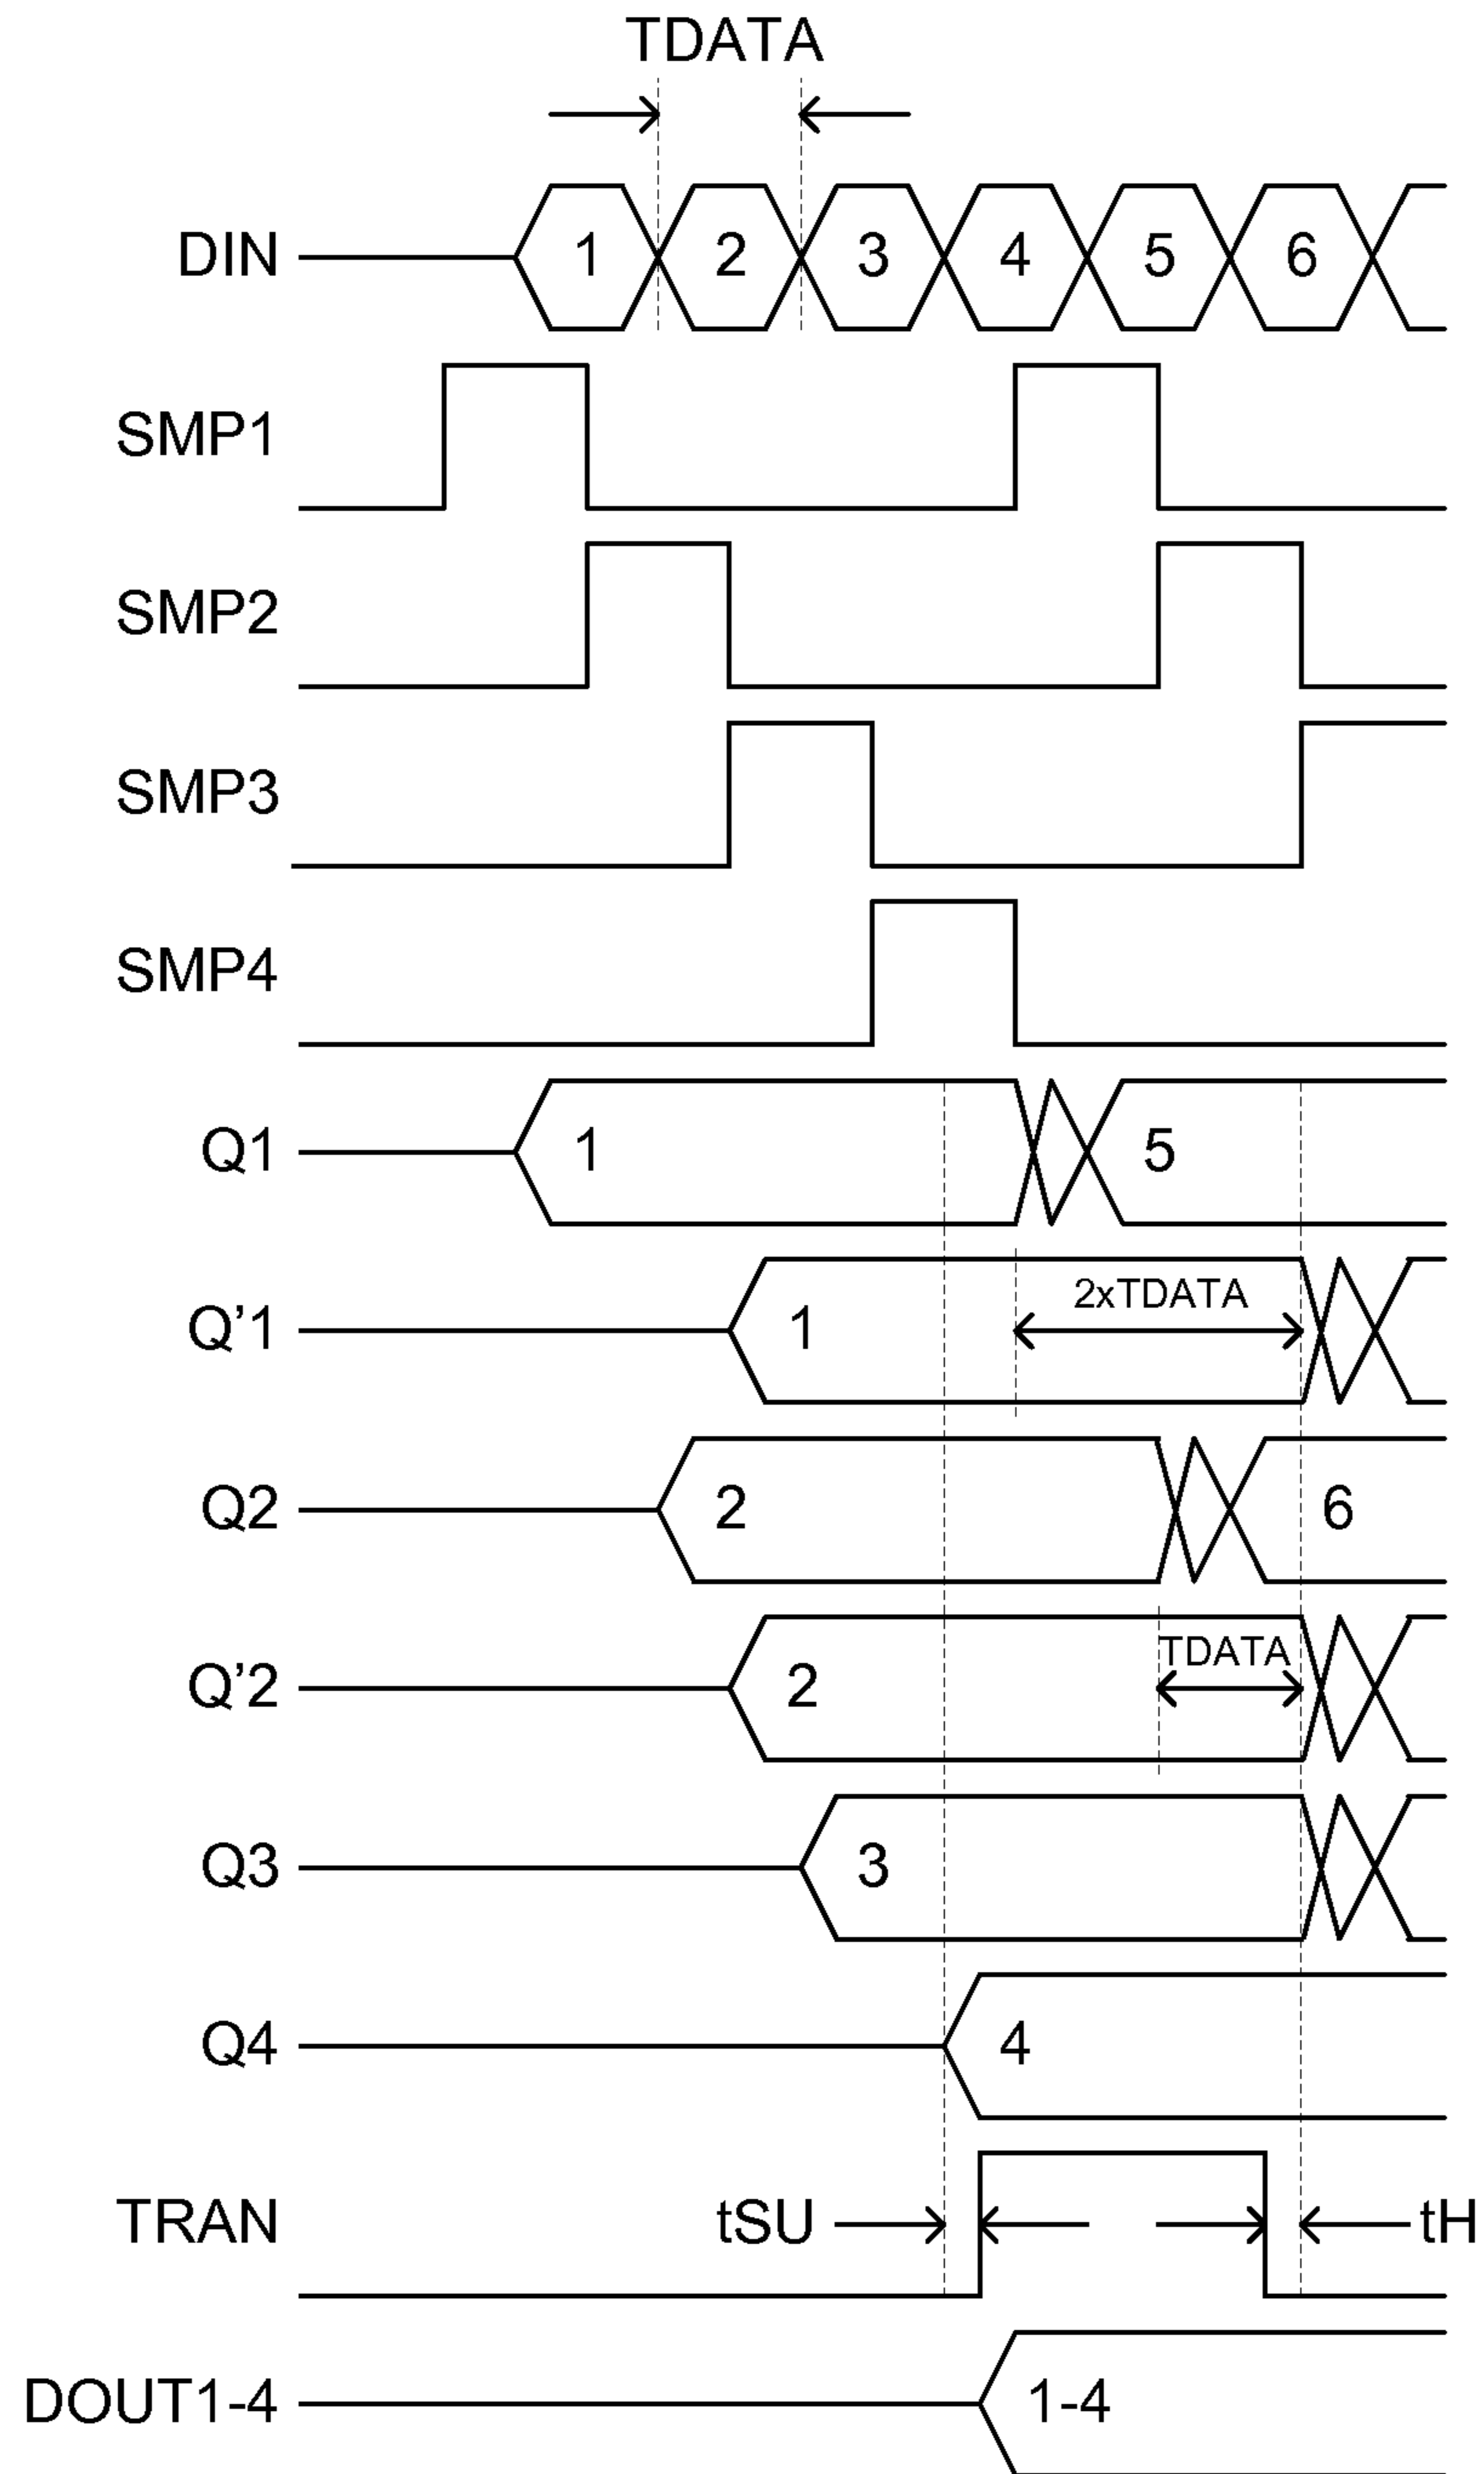 TDATA
DIN 1 2 3 4 5 6
SMP1
SMP2
SMP3
SMP4
Q1 1 5
Q’1 1 2xTDATA
Q2 2 6
Q’2 2 TDATA
Q3 3
Q4 4
TRAN tSU tH
DOUT1-4 1-4